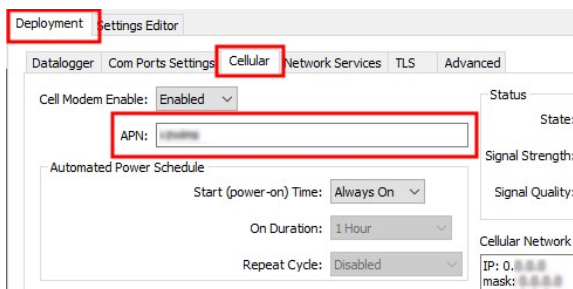 Deployment Settings Editor
Datalogger Com Ports Settings Cellular Network Services TLS Advanced
Cell Modem Enable: Enabled
APN:
Automated Power Schedule
Start (power-on) Time: Always On
On Duration: 1 Hour
Repeat Cycle: Disabled
Status
State:
Signal Strength:
Signal Quality:
Cellular Network
IP: 0.
mask: